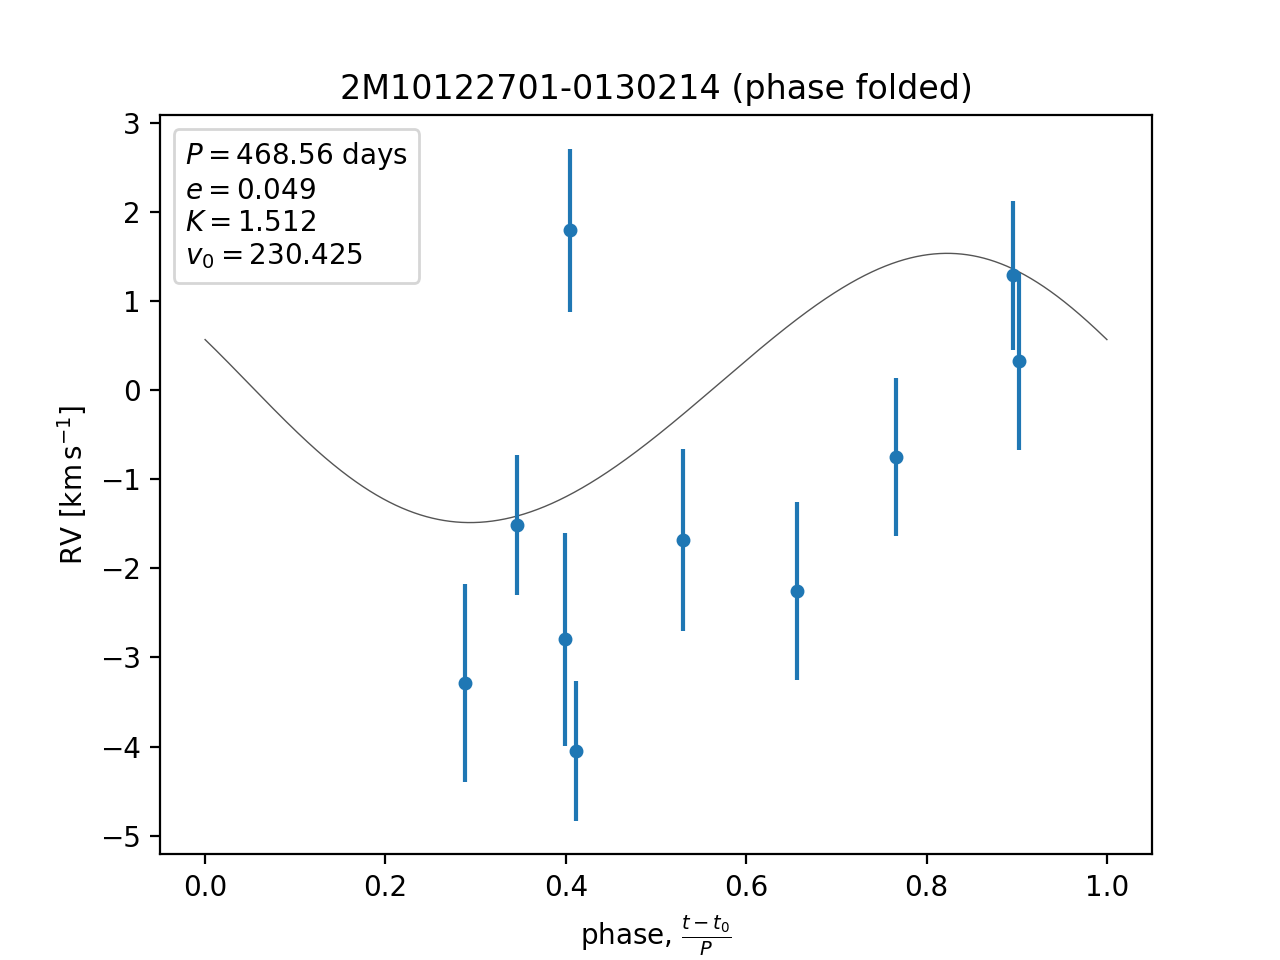 2M10122701-0130214 (phase folded)
P = 468.56 days
e = 0.049
K = 1.512
v₀ = 230.425
3
2
1
0
−1
−2
−3
−4
−5
RV [km s⁻¹]
0.0 0.2 0.4 0.6 0.8 1.0
phase, (t − t₀)/P